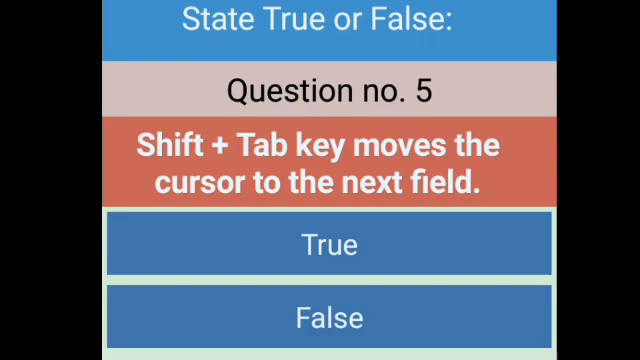 State True or False:
Question no. 5
Shift + Tab key moves the
cursor to the next field.
True
False